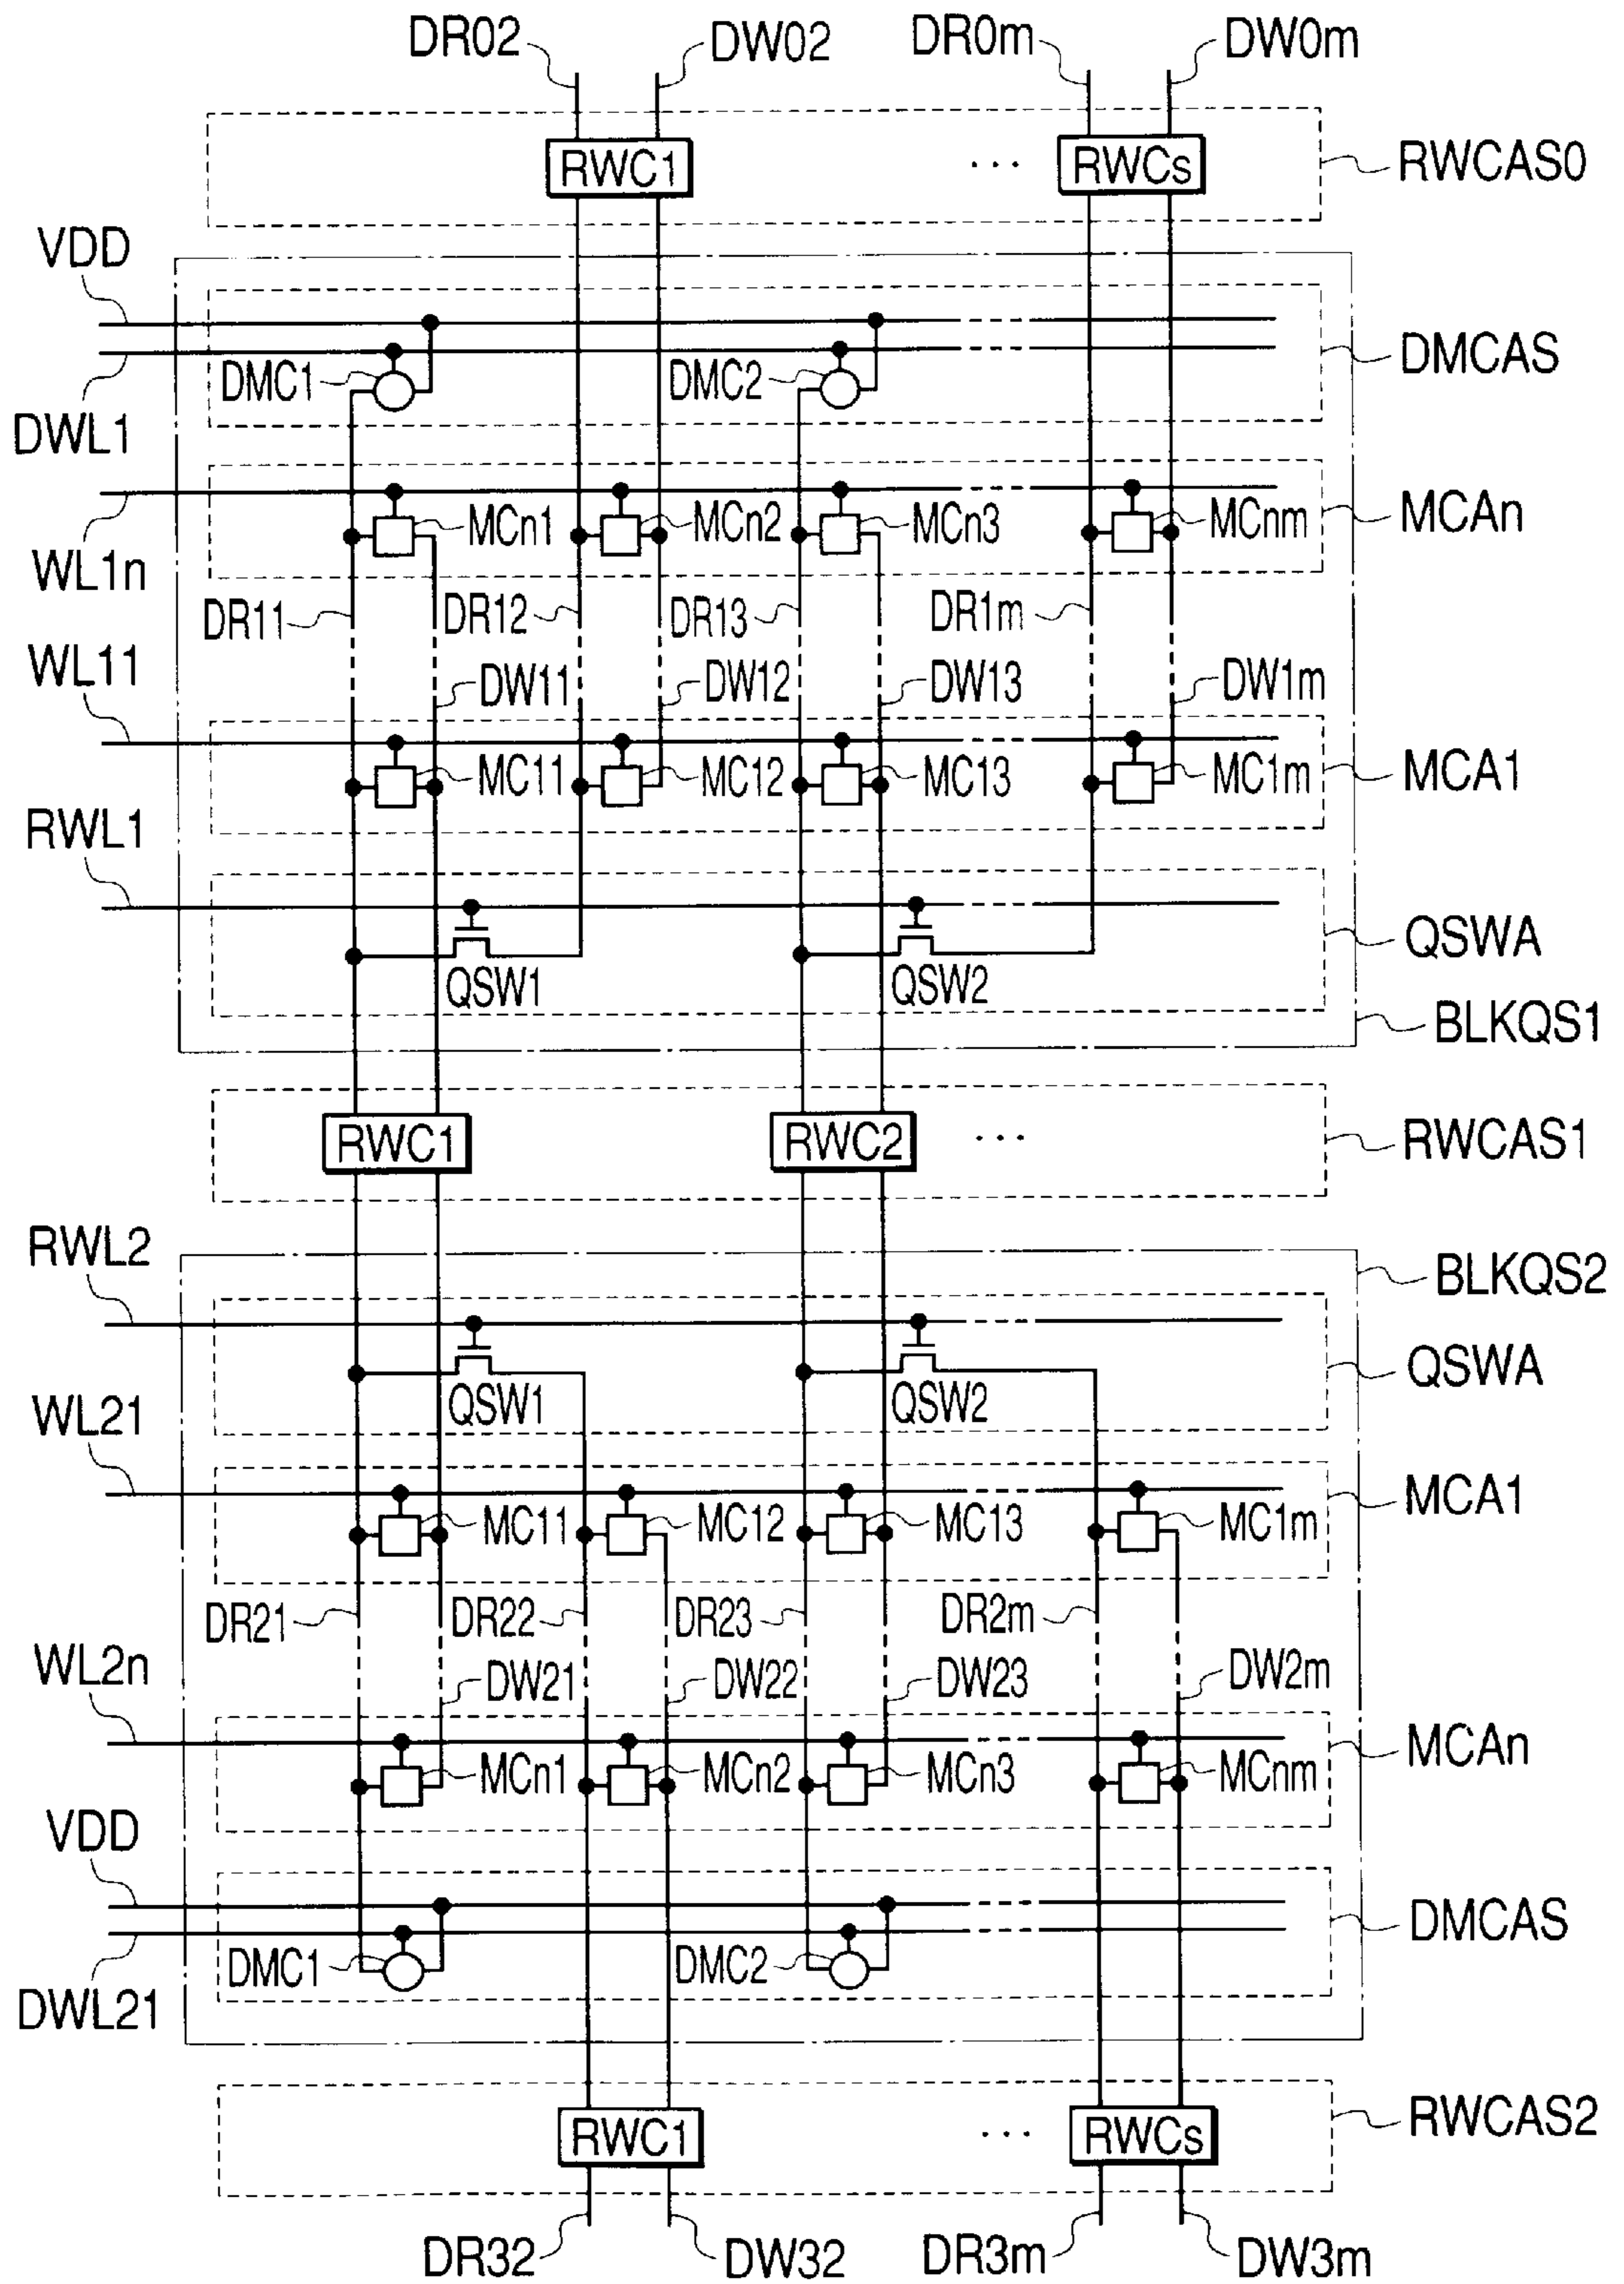 DR02 DW02 DR0m DW0m
RWC1 ··· RWCs RWCAS0
VDD
DMC1 DMC2 DMCAS
DWL1
MCn1 MCn2 MCn3 MCnm MCAn
WL1n
DR11 DR12 DR13 DR1m
WL11
DW11 DW12 DW13 DW1m
MC11 MC12 MC13 MC1m MCA1
RWL1
QSWA
QSW1 QSW2
BLKQS1
RWC1 RWC2 ··· RWCAS1
RWL2
BLKQS2
QSWA
QSW1 QSW2
WL21
MC11 MC12 MC13 MC1m MCA1
DR21 DR22 DR23 DR2m
WL2n
DW21 DW22 DW23 DW2m
MCn1 MCn2 MCn3 MCnm MCAn
VDD
DMCAS
DMC1 DMC2
DWL21
RWC1 ··· RWCs RWCAS2
DR32 DW32 DR3m DW3m